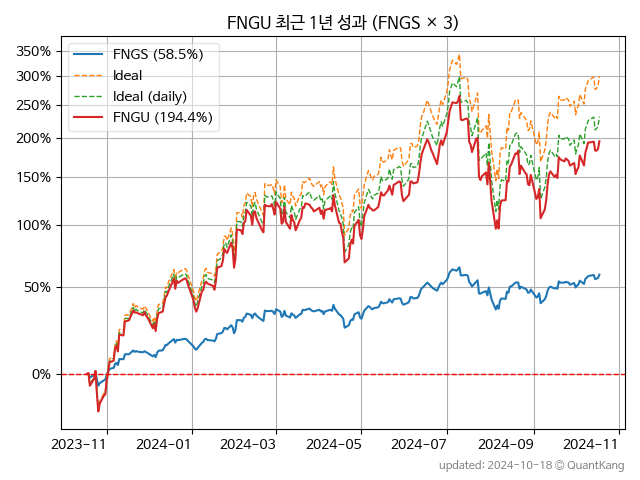 FNGU 최근 1년 성과 (FNGS × 3)
FNGS (58.5%)
Ideal
Ideal (daily)
FNGU (194.4%)
350%
300%
250%
200%
150%
100%
50%
0%
2023-11 2024-01 2024-03 2024-05 2024-07 2024-09 2024-11
updated: 2024-10-18 © QuantKang